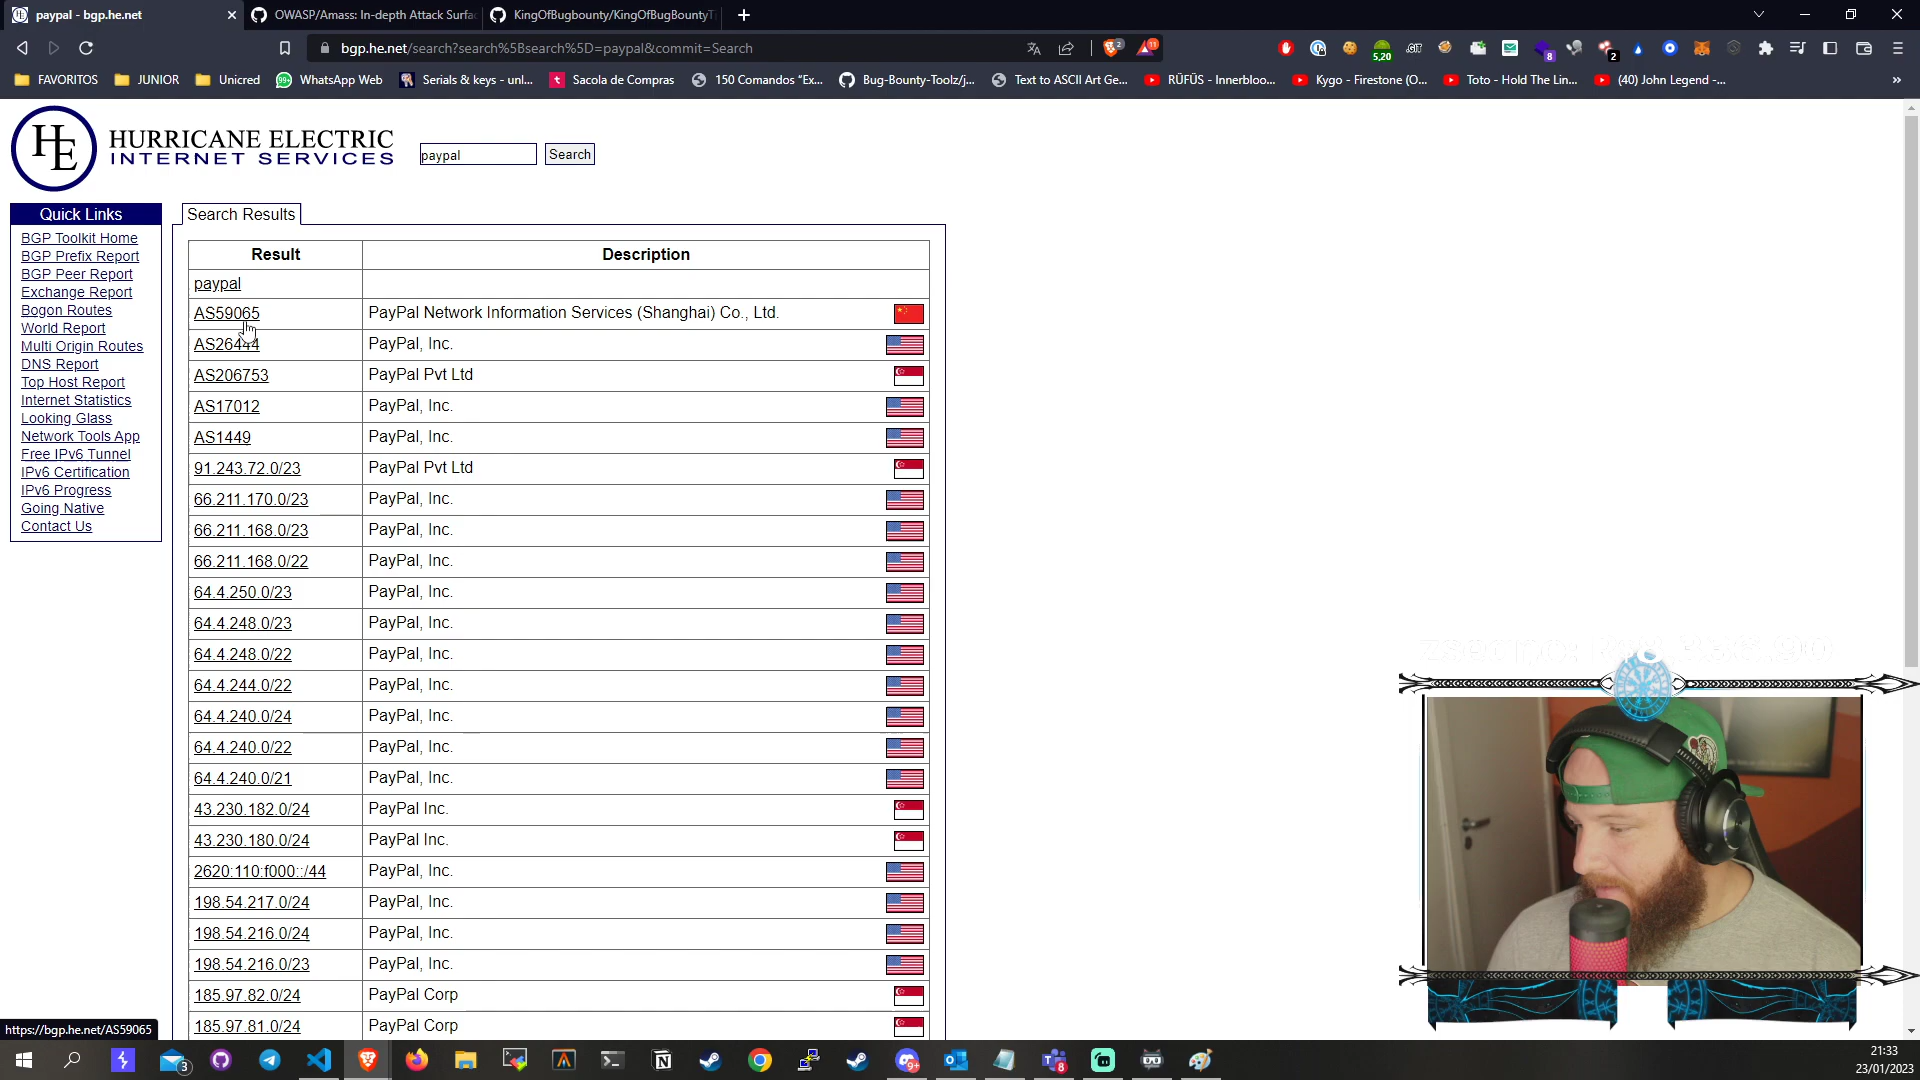 paypal - bgp.he.net
OWASP/Amass: In-depth Attack Surfa
KingOfBugbounty/KingOfBugBountyT
bgp.he.net/search?search%5Bsearch%5D=paypal&commit=Search
FAVORITOS
JUNIOR
Unicred
WhatsApp Web
Serials & keys - unl...
Sacola de Compras
150 Comandos "Ex...
Bug-Bounty-Toolz/j...
Text to ASCII Art Ge...
RÜFÜS - Innerbloo...
Kygo - Firestone (O...
Toto - Hold The Lin...
(40) John Legend -...
HE
HURRICANE ELECTRIC
INTERNET SERVICES
paypal
Search
Quick Links
BGP Toolkit Home
BGP Prefix Report
BGP Peer Report
Exchange Report
Bogon Routes
World Report
Multi Origin Routes
DNS Report
Top Host Report
Internet Statistics
Looking Glass
Network Tools App
Free IPv6 Tunnel
IPv6 Certification
IPv6 Progress
Going Native
Contact Us
Search Results
Result Description
paypal
AS59065 PayPal Network Information Services (Shanghai) Co., Ltd.
AS26444 PayPal, Inc.
AS206753 PayPal Pvt Ltd
AS17012 PayPal, Inc.
AS1449 PayPal, Inc.
91.243.72.0/23 PayPal Pvt Ltd
66.211.170.0/23 PayPal, Inc.
66.211.168.0/23 PayPal, Inc.
66.211.168.0/22 PayPal, Inc.
64.4.250.0/23 PayPal, Inc.
64.4.248.0/23 PayPal, Inc.
64.4.248.0/22 PayPal, Inc.
64.4.244.0/22 PayPal, Inc.
64.4.240.0/24 PayPal, Inc.
64.4.240.0/22 PayPal, Inc.
64.4.240.0/21 PayPal, Inc.
43.230.182.0/24 PayPal Inc.
43.230.180.0/24 PayPal Inc.
2620:110:f000::/44 PayPal, Inc.
198.54.217.0/24 PayPal, Inc.
198.54.216.0/24 PayPal, Inc.
198.54.216.0/23 PayPal, Inc.
185.97.82.0/24 PayPal Corp
185.97.81.0/24 PayPal Corp
https://bgp.he.net/AS59065
21:33
23/01/2023